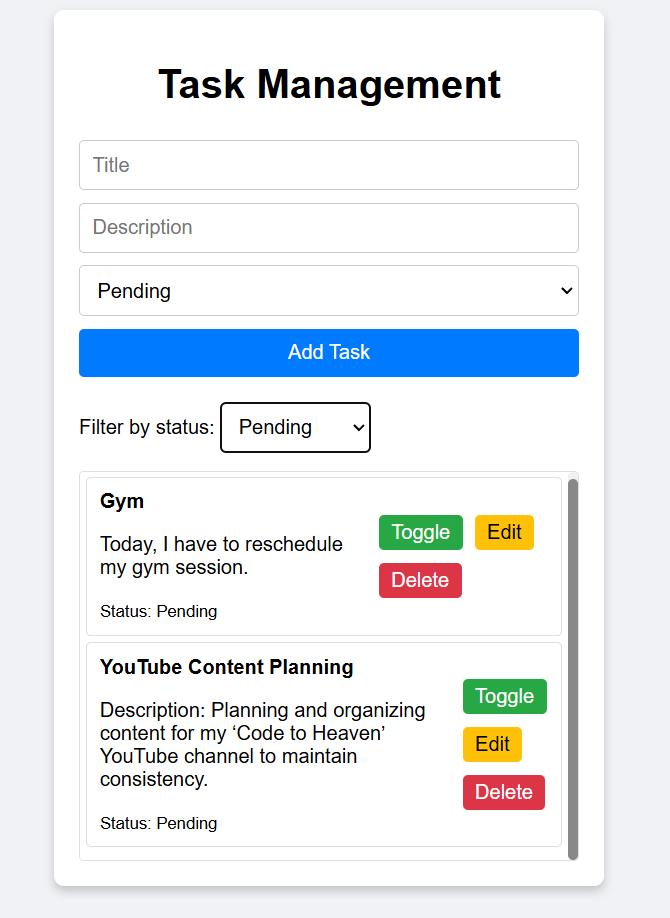 Task Management
Title
Description
Pending
Add Task
Filter by status: Pending
Gym
Today, I have to reschedule
my gym session.
Status: Pending
Toggle Edit
Delete
YouTube Content Planning
Description: Planning and organizing
content for my ‘Code to Heaven’
YouTube channel to maintain
consistency.
Status: Pending
Toggle
Edit
Delete